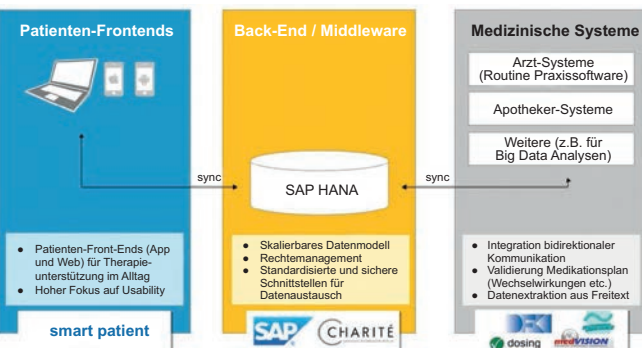 Patienten-Frontends
sync
Patienten-Front-Ends (App
und Web) für Therapie-
unterstützung im Alltag
Hoher Fokus auf Usability
smart patient
Back-End / Middleware
SAP HANA
sync
Skalierbares Datenmodell
Rechtemanagement
Standardisierte und sichere
Schnittstellen für
Datenaustausch
SAP
CHARITÉ
Medizinische Systeme
Arzt-Systeme
(Routine Praxissoftware)
Apotheker-Systeme
Weitere (z.B. für
Big Data Analysen)
Integration bidirektionaler
Kommunikation
Validierung Medikationsplan
(Wechselwirkungen etc.)
Datenextraktion aus Freitext
DFKI
dosing
medVISION